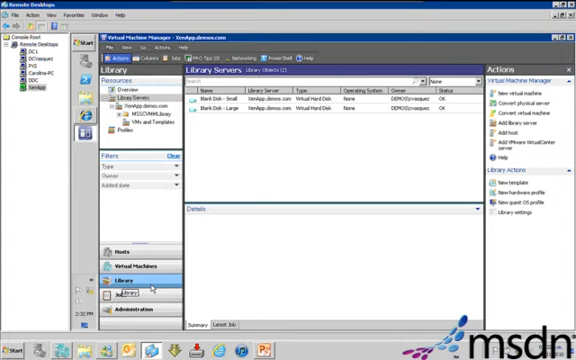 Remote Desktops
File Action View Favorites Window Help
Console Root
Remote Desktops
DC1
DCVasquez
PVS
Carolina-PC
DDC
XenApp
Start
2:32 PM
Virtual Machine Manager - XenApp.demos.com
File View Go Actions Help
Actions Columns Jobs PRO Tips (0) Networking PowerShell Help
Library
Resources
Overview
Library Servers
XenApp.demos.com
MSSCVMMLibrary
VMs and Templates
Profiles
Filters Clear
Type
Owner
Added date
Hosts
Virtual Machines
Library
Library
Administration
Library Servers Library Objects (2)
Search
None
Name Library Server Type Operating System Owner Status
Blank Disk - Small XenApp.demos.com Virtual Hard Disk None DEMOS\rvasquez OK
Blank Disk - Large XenApp.demos.com Virtual Hard Disk None DEMOS\rvasquez OK
Details
Summary Latest Job
Actions
Virtual Machine Manager
New virtual machine
Convert physical server
Convert virtual machine
Add library server
Add host
Add VMware VirtualCenter server
Help
Library Actions
New template
New hardware profile
New guest OS profile
Library settings
Start
msdn